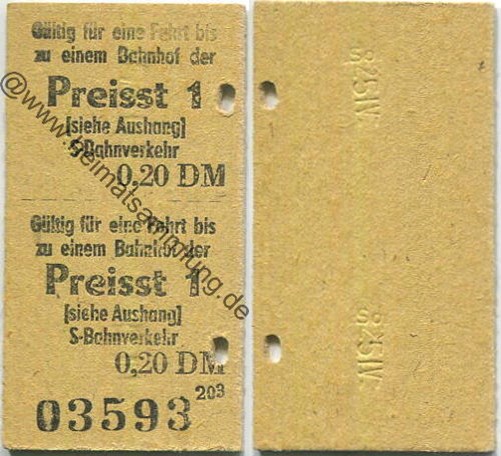 Gültig für eine Fahrt bis
zu einem Bahnhof der
Preisst 1
[siehe Aushang]
S-Bahnverkehr
0,20 DM
Gültig für eine Fahrt bis
zu einem Bahnhof der
Preisst 1
[siehe Aushang]
S-Bahnverkehr
0,20 DM
203
03593
@www.heimatsammlung.de